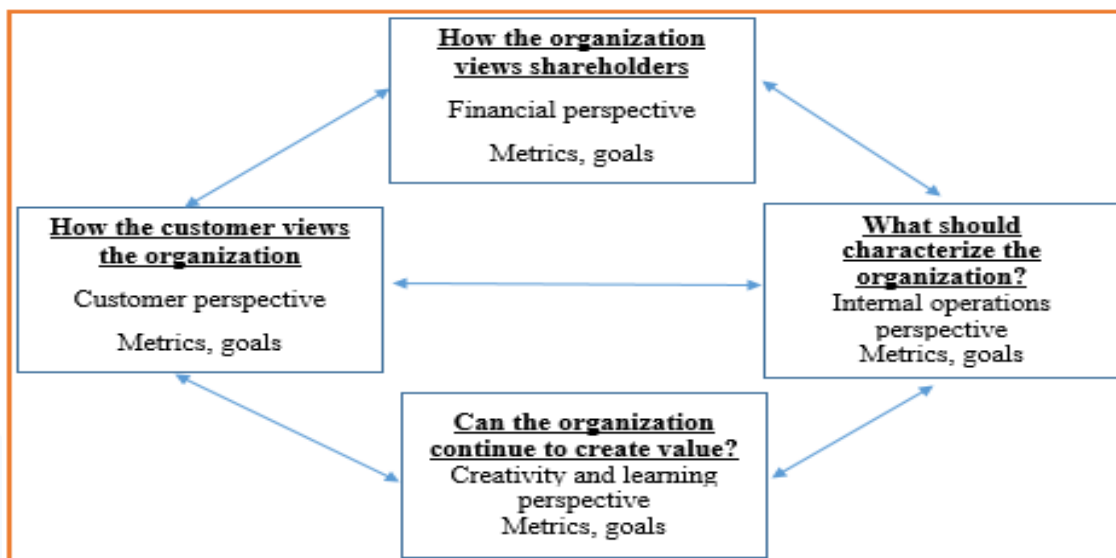 How the organization
views shareholders
Financial perspective
Metrics, goals
How the customer views
the organization
Customer perspective
Metrics, goals
What should
characterize the
organization?
Internal operations
perspective
Metrics, goals
Can the organization
continue to create value?
Creativity and learning
perspective
Metrics, goals